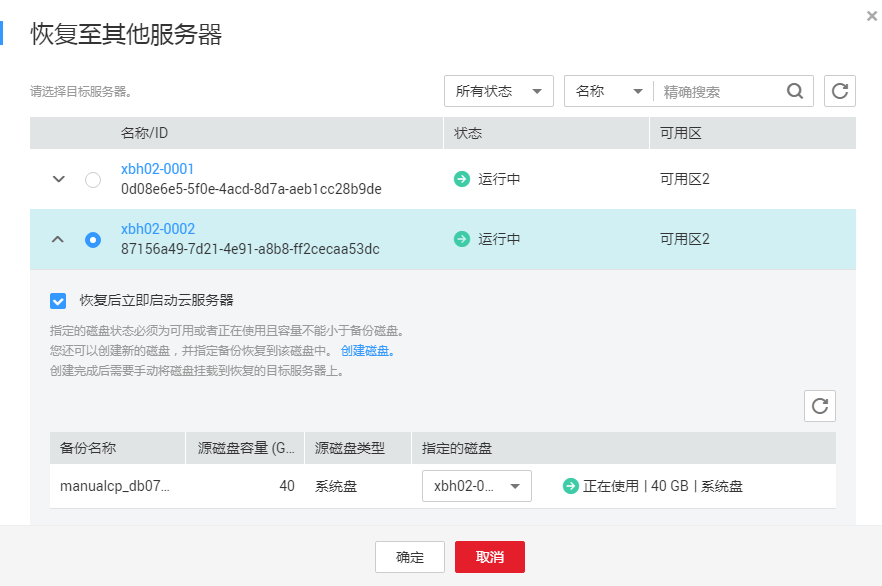 恢复至其他服务器
请选择目标服务器。
所有状态 名称 精确搜索
名称/ID 状态 可用区
xbh02-0001
0d08e6e5-5f0e-4acd-8d7a-aeb1cc28b9de
运行中 可用区2
xbh02-0002
87156a49-7d21-4e91-a8b8-ff2cecaa53dc
运行中 可用区2
恢复后立即启动云服务器
指定的磁盘状态必须为可用或者正在使用且容量不能小于备份磁盘。
您还可以创建新的磁盘，并指定备份恢复到该磁盘中。 创建磁盘。
创建完成后需要手动将磁盘挂载到恢复的目标服务器上。
备份名称 源磁盘容量 (G... 源磁盘类型 指定的磁盘
manualcp_db07... 40 系统盘 xbh02-0... 正在使用 | 40 GB | 系统盘
确定 取消